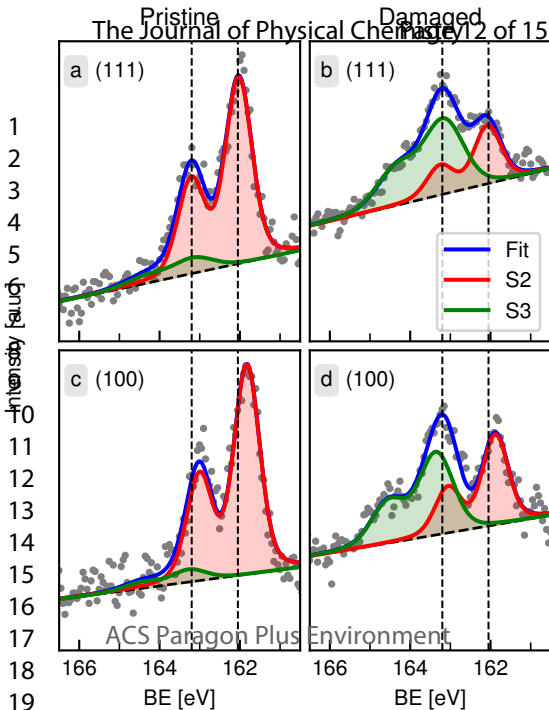 Pristine Damaged
The Journal of Physical Chemistry Page 12 of 15
a (111) b (111)
1
2
3
4
5
6
7
8
9
10
11
12
13
14
15
16
17
18
19
Intensity [a.u.]
Fit
S2
S3
c (100) d (100)
ACS Paragon Plus Environment
166 164 162 166 164 162
BE [eV] BE [eV]